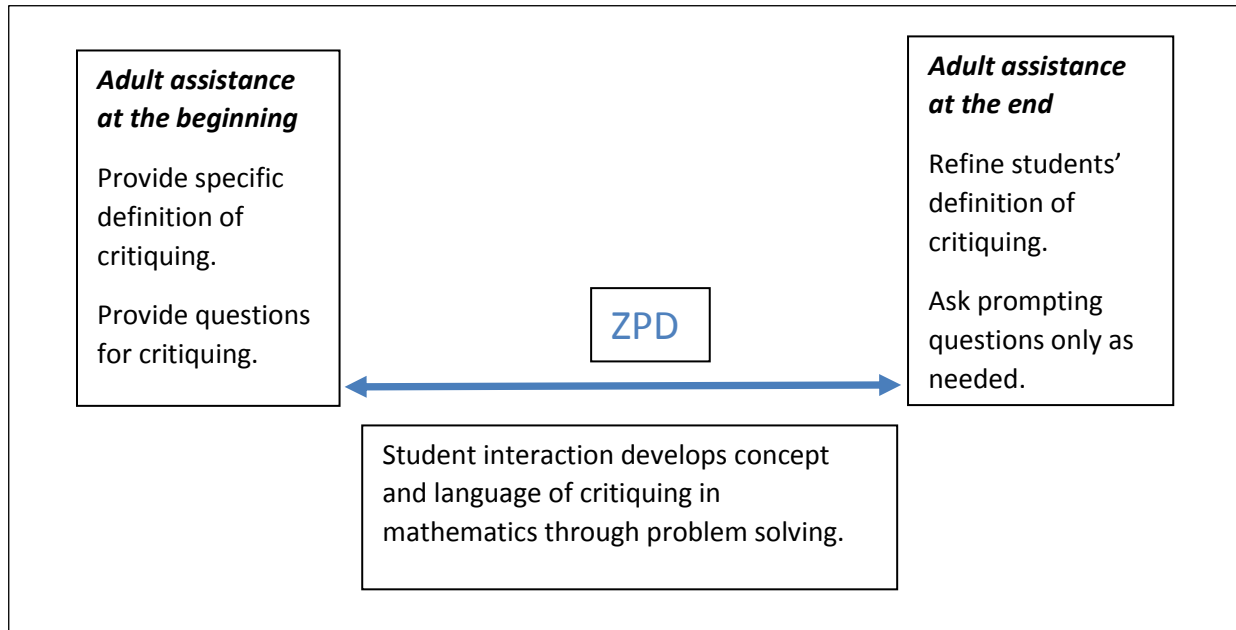 Adult assistance
at the beginning
Provide specific
definition of
critiquing.
Provide questions
for critiquing.
ZPD
Student interaction develops concept
and language of critiquing in
mathematics through problem solving.
Adult assistance
at the end
Refine students’
definition of
critiquing.
Ask prompting
questions only as
needed.